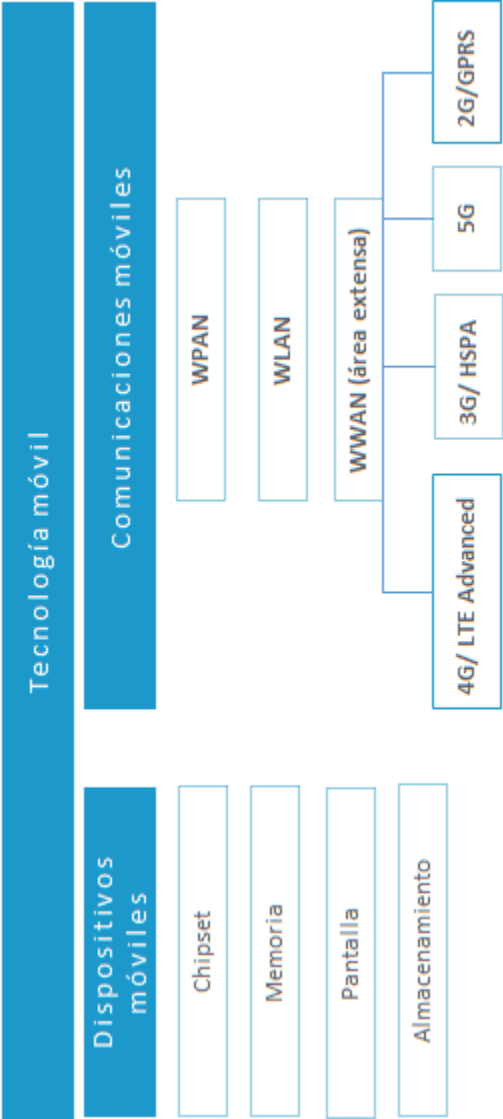 Tecnología móvil
Dispositivos
móviles
Chipset
Memoria
Pantalla
Almacenamiento
Comunicaciones móviles
WPAN
WLAN
WWAN (área extensa)
4G/ LTE Advanced
3G/ HSPA
5G
2G/GPRS